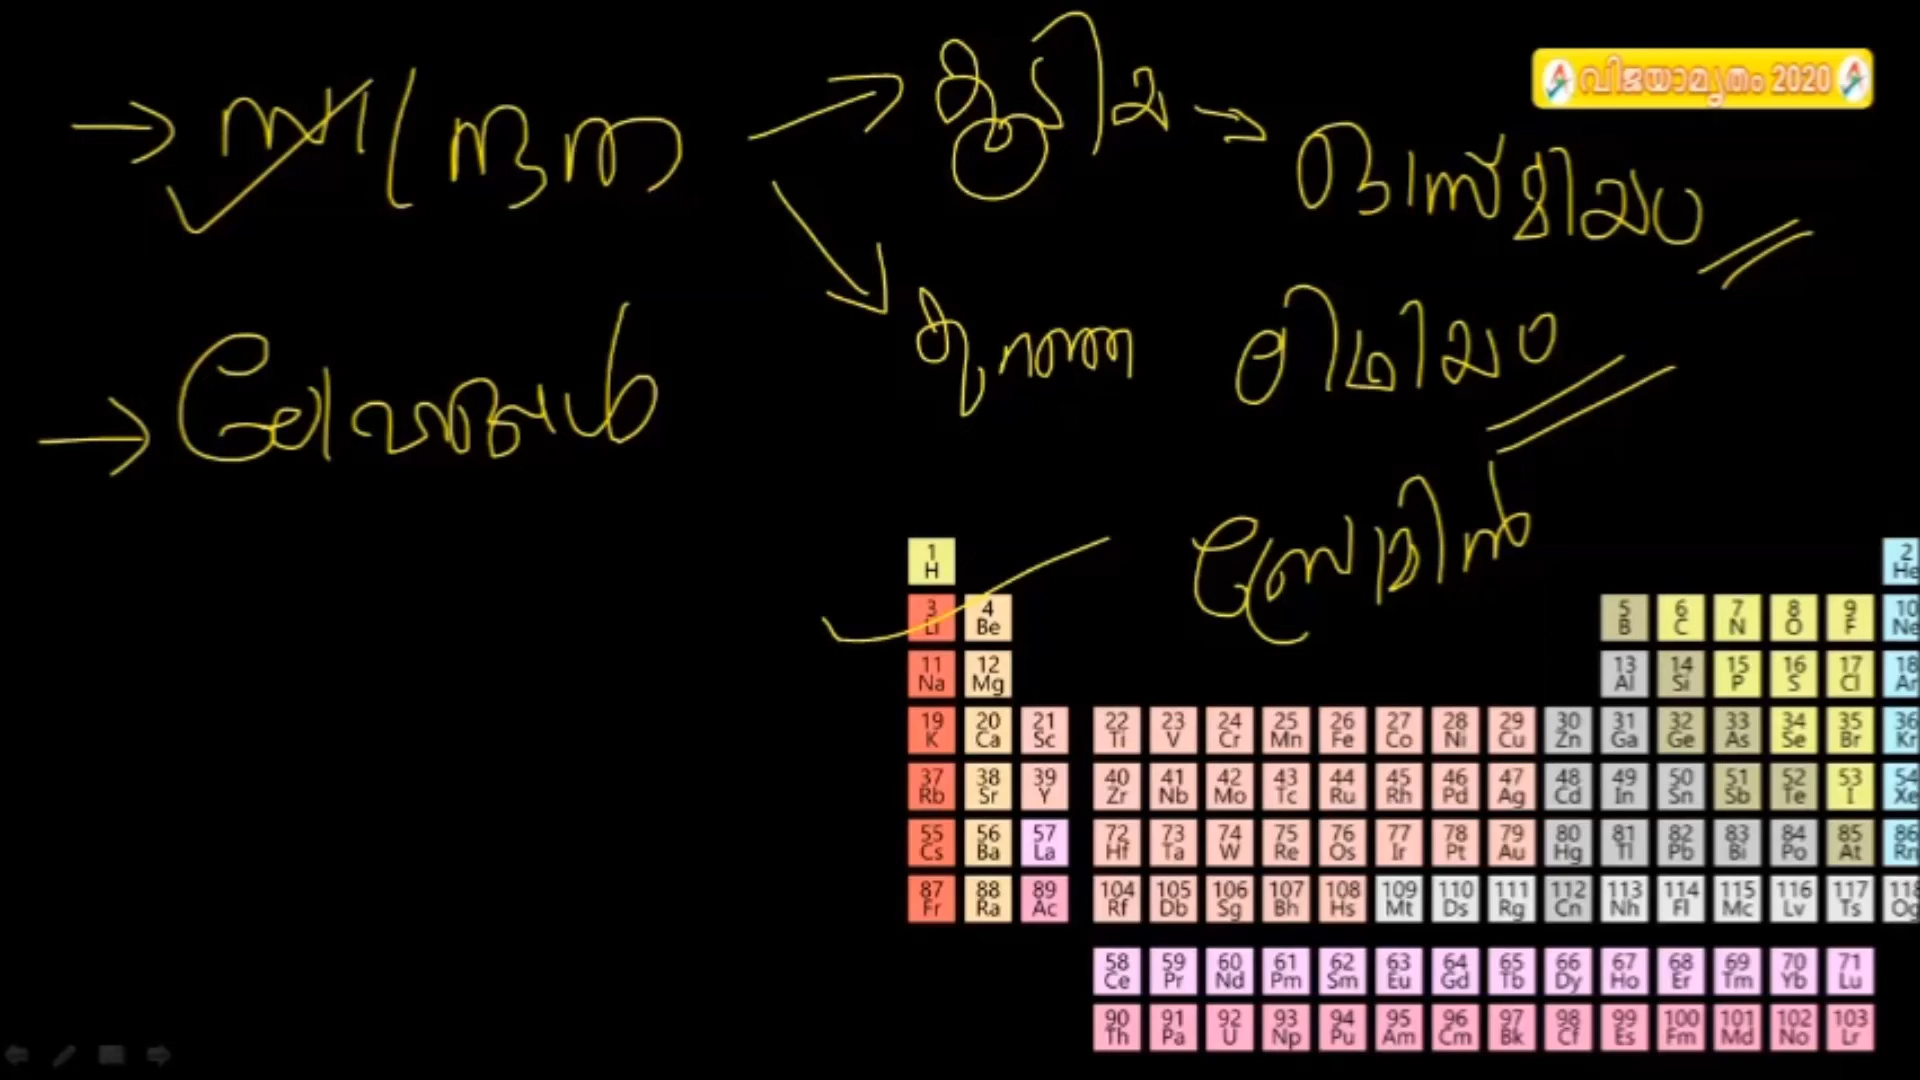 വിജയാമൃതം 2020
സാന്ദ്രത
കൂടിയ
ഓസ്മിയം
കുറഞ്ഞ
ലിഥിയം
ലോഹങ്ങൾ
ബ്രോമിൻ
1 H 2 He
3 Li 4 Be 5 B 6 C 7 N 8 O 9 F 10 Ne
11 Na 12 Mg 13 Al 14 Si 15 P 16 S 17 Cl 18 Ar
19 K 20 Ca 21 Sc 22 Ti 23 V 24 Cr 25 Mn 26 Fe 27 Co 28 Ni 29 Cu 30 Zn 31 Ga 32 Ge 33 As 34 Se 35 Br 36 Kr
37 Rb 38 Sr 39 Y 40 Zr 41 Nb 42 Mo 43 Tc 44 Ru 45 Rh 46 Pd 47 Ag 48 Cd 49 In 50 Sn 51 Sb 52 Te 53 I 54 Xe
55 Cs 56 Ba 57 La 72 Hf 73 Ta 74 W 75 Re 76 Os 77 Ir 78 Pt 79 Au 80 Hg 81 Tl 82 Pb 83 Bi 84 Po 85 At 86 Rn
87 Fr 88 Ra 89 Ac 104 Rf 105 Db 106 Sg 107 Bh 108 Hs 109 Mt 110 Ds 111 Rg 112 Cn 113 Nh 114 Fl 115 Mc 116 Lv 117 Ts 118 Og
58 Ce 59 Pr 60 Nd 61 Pm 62 Sm 63 Eu 64 Gd 65 Tb 66 Dy 67 Ho 68 Er 69 Tm 70 Yb 71 Lu
90 Th 91 Pa 92 U 93 Np 94 Pu 95 Am 96 Cm 97 Bk 98 Cf 99 Es 100 Fm 101 Md 102 No 103 Lr